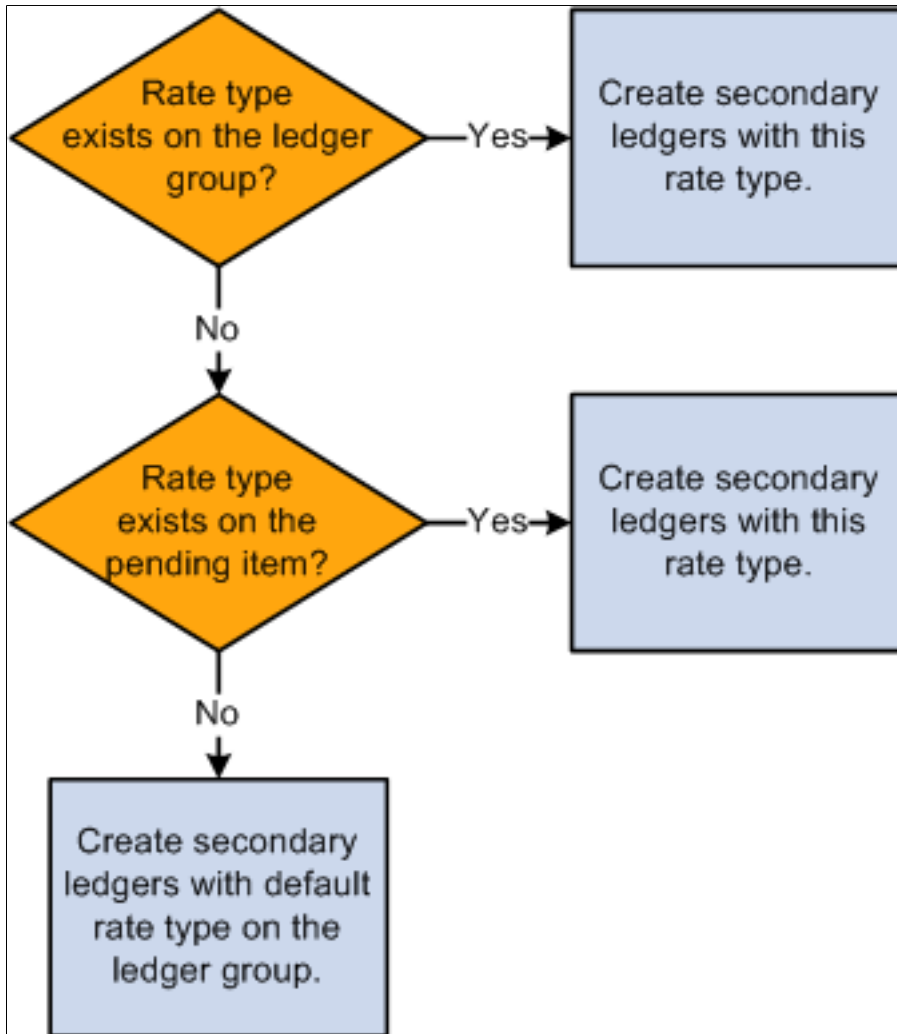 Rate type
exists on the ledger
group?
Yes
Create secondary
ledgers with this
rate type.
No
Rate type
exists on the
pending item?
Yes
Create secondary
ledgers with this
rate type.
No
Create secondary
ledgers with default
rate type on the
ledger group.